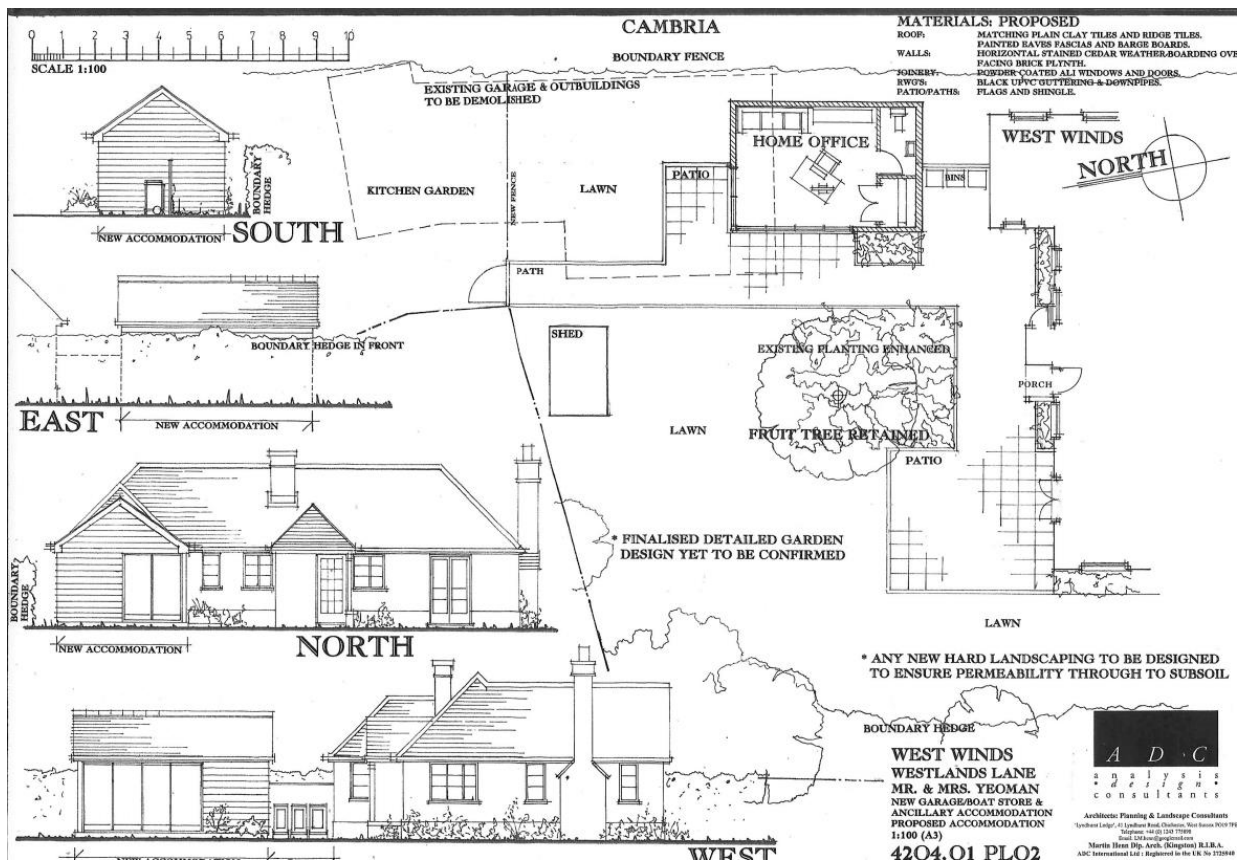 CAMBRIA
BOUNDARY FENCE
0 1 2 3 4 5 6 7 8 9 10
SCALE 1:100
MATERIALS: PROPOSED
ROOF: MATCHING PLAIN CLAY TILES AND RIDGE TILES.
PAINTED EAVES FASCIAS AND BARGE BOARDS.
WALLS: HORIZONTAL STAINED CEDAR WEATHER-BOARDING OVE
FACING BRICK PLYNTH.
JOINERY: POWDER COATED ALI WINDOWS AND DOORS.
RWG'S: BLACK UPVC GUTTERING & DOWNPIPES.
PATIO/PATHS: FLAGS AND SHINGLE.
EXISTING GARAGE & OUTBUILDINGS
TO BE DEMOLISHED
HOME OFFICE
WEST WINDS
NORTH
KITCHEN GARDEN
NEW FENCE
LAWN
PATIO
BINS
BOUNDARY
HEDGE
NEW ACCOMMODATION
SOUTH
PATH
SHED
EXISTING PLANTING ENHANCED
BOUNDARY HEDGE IN FRONT
PORCH
EAST
NEW ACCOMMODATION
LAWN
FRUIT TREE RETAINED
PATIO
* FINALISED DETAILED GARDEN
DESIGN YET TO BE CONFIRMED
BOUNDARY
HEDGE
NEW ACCOMMODATION
NORTH
LAWN
* ANY NEW HARD LANDSCAPING TO BE DESIGNED
TO ENSURE PERMEABILITY THROUGH TO SUBSOIL
BOUNDARY HEDGE
WEST WINDS
WESTLANDS LANE
MR. & MRS. YEOMAN
NEW GARAGE/BOAT STORE &
ANCILLARY ACCOMMODATION
PROPOSED ACCOMMODATION
1:100 (A3)
4204.01 PL02
A D C
analysis
* design *
consultants
Architects: Planning & Landscape Consultants
Martin Hean Dip. Arch. (Kingston) R.I.B.A.
NEW ACCOMMODATION
WEST